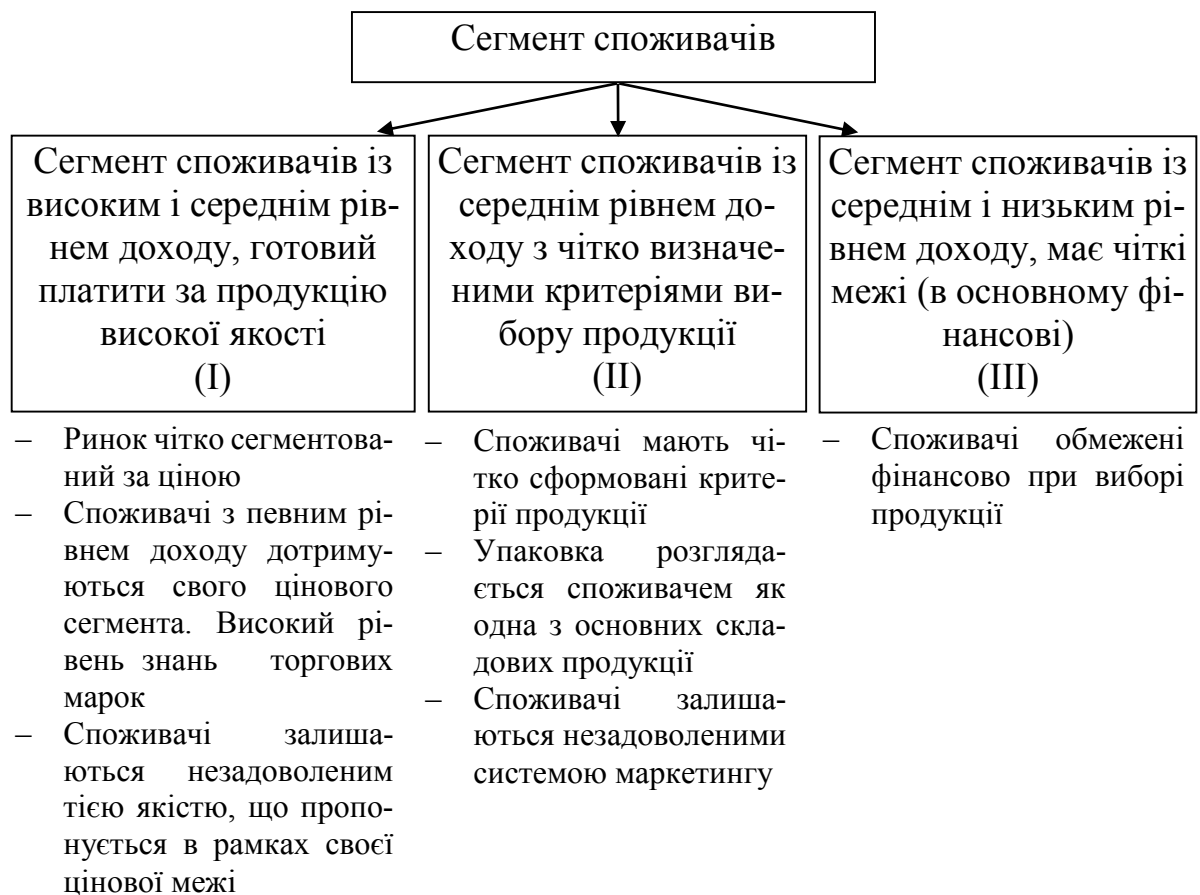 Сегмент споживачів
Сегмент споживачів із
високим і середнім рів-
нем доходу, готовий
платити за продукцію
високої якості
(I)
Сегмент споживачів із
середнім рівнем до-
ходу з чітко визначе-
ними критеріями ви-
бору продукції
(II)
Сегмент споживачів із
середнім і низьким рі-
внем доходу, має чіткі
межі (в основному фі-
нансові)
(III)
– Ринок чітко сегментова-
ний за ціною
– Споживачі з певним рі-
внем доходу дотриму-
ються свого цінового
сегмента. Високий рі-
вень знань торгових
марок
– Споживачі залиша-
ються незадоволеним
тією якістю, що пропо-
нується в рамках своєї
цінової межі
– Споживачі мають чі-
тко сформовані крите-
рії продукції
– Упаковка розгляда-
ється споживачем як
одна з основних скла-
дових продукції
– Споживачі залиша-
ються незадоволеними
системою маркетингу
– Споживачі обмежені
фінансово при виборі
продукції